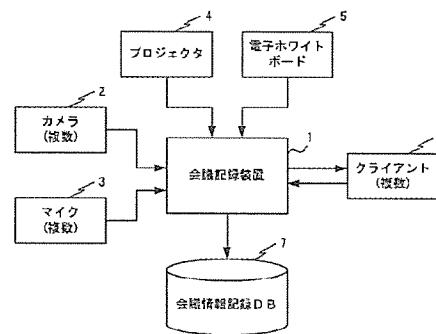 4
プロジェクタ
5
電子ホワイト
ボード
2
カメラ
(複数)
1
会議記録装置
クライアント
(複数)
3
マイク
(複数)
7
会議情報記録DB